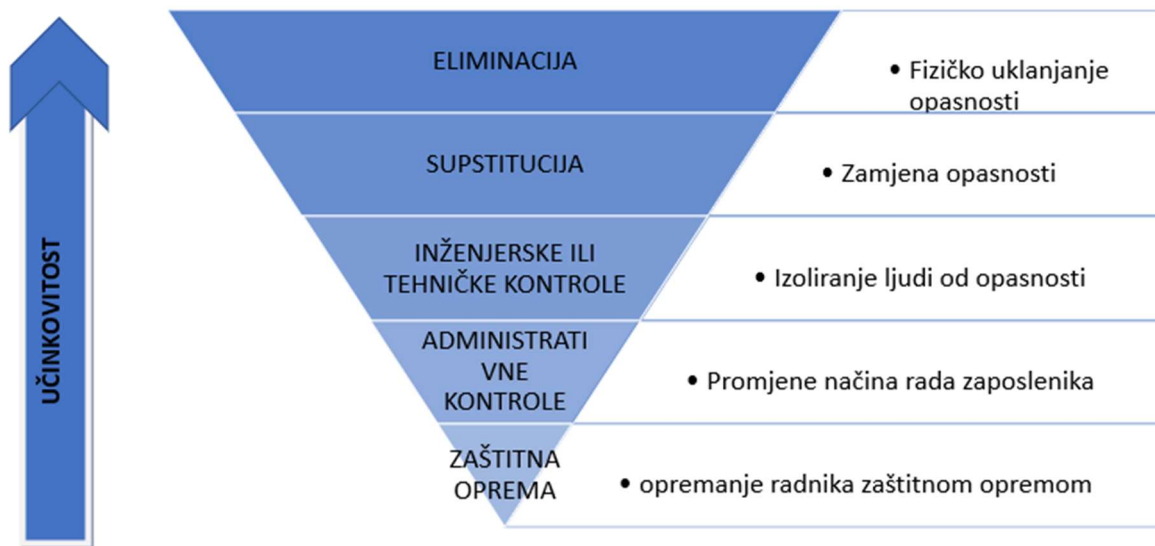 UČINKOVITOST
ELIMINACIJA
• Fizičko uklanjanje
opasnosti
SUPSTITUCIJA
• Zamjena opasnosti
INŽENJERSKE ILI
TEHNIČKE KONTROLE
• Izoliranje ljudi od opasnosti
ADMINISTRATI
VNE
KONTROLE
• Promjene načina rada zaposlenika
ZAŠTITNA
OPREMA
• opremanje radnika zaštitnom opremom